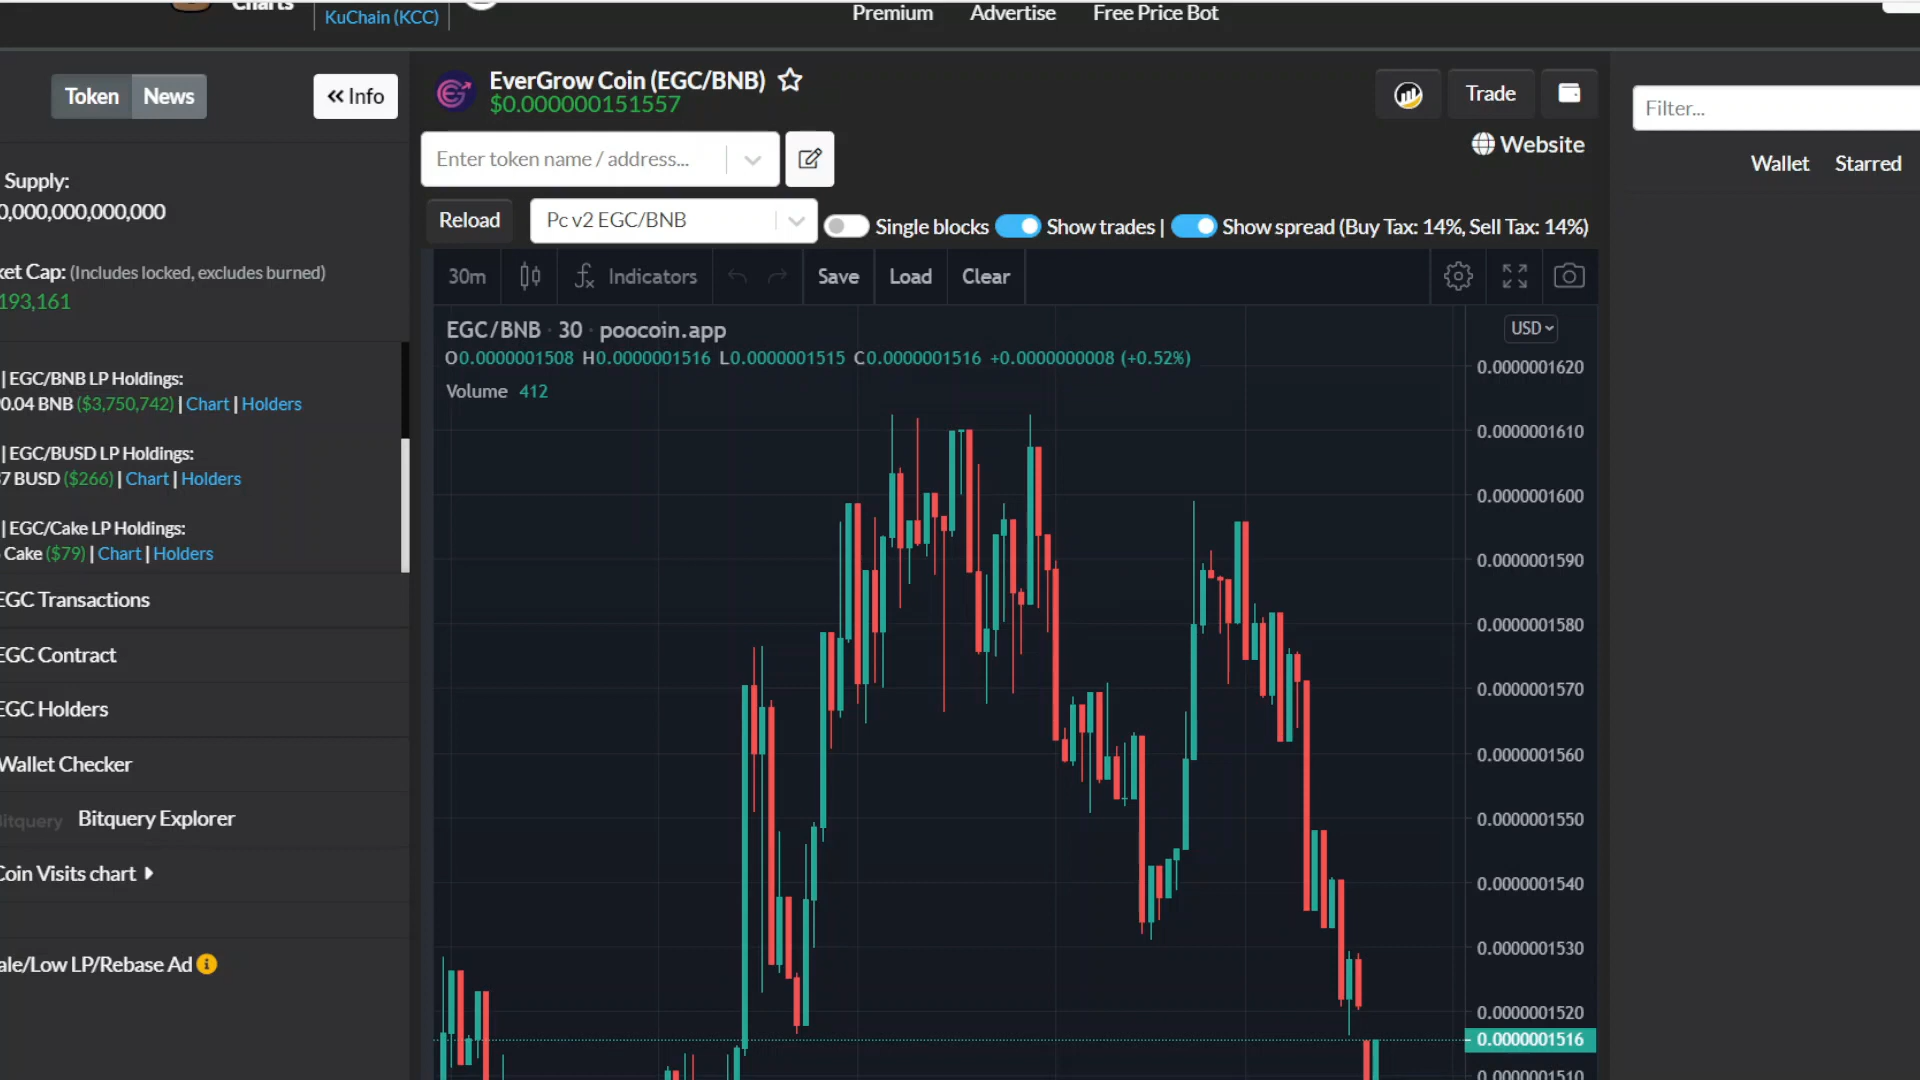 Charts
KuChain (KCC)
Premium
Advertise
Free Price Bot
Token
News
Info
Supply:
0,000,000,000,000
ket Cap: (Includes locked, excludes burned)
193,161
| EGC/BNB LP Holdings:
0.04 BNB ($3,750,742) | Chart | Holders
| EGC/BUSD LP Holdings:
37 BUSD ($266) | Chart | Holders
| EGC/Cake LP Holdings:
Cake ($79) | Chart | Holders
EGC Transactions
EGC Contract
EGC Holders
Wallet Checker
itquery Bitquery Explorer
Coin Visits chart
ale/Low LP/Rebase Ad
EverGrow Coin (EGC/BNB)
$0.000000151557
Trade
Website
Enter token name / address...
Reload
Pc v2 EGC/BNB
Single blocks
Show trades |
Show spread (Buy Tax: 14%, Sell Tax: 14%)
30m
Indicators
Save
Load
Clear
EGC/BNB · 30 · poocoin.app
O0.0000001508 H0.0000001516 L0.0000001515 C0.0000001516 +0.0000000008 (+0.52%)
Volume 412
USD
0.0000001620
0.0000001610
0.0000001600
0.0000001590
0.0000001580
0.0000001570
0.0000001560
0.0000001550
0.0000001540
0.0000001530
0.0000001520
0.0000001516
0.0000001510
Filter...
Wallet
Starred